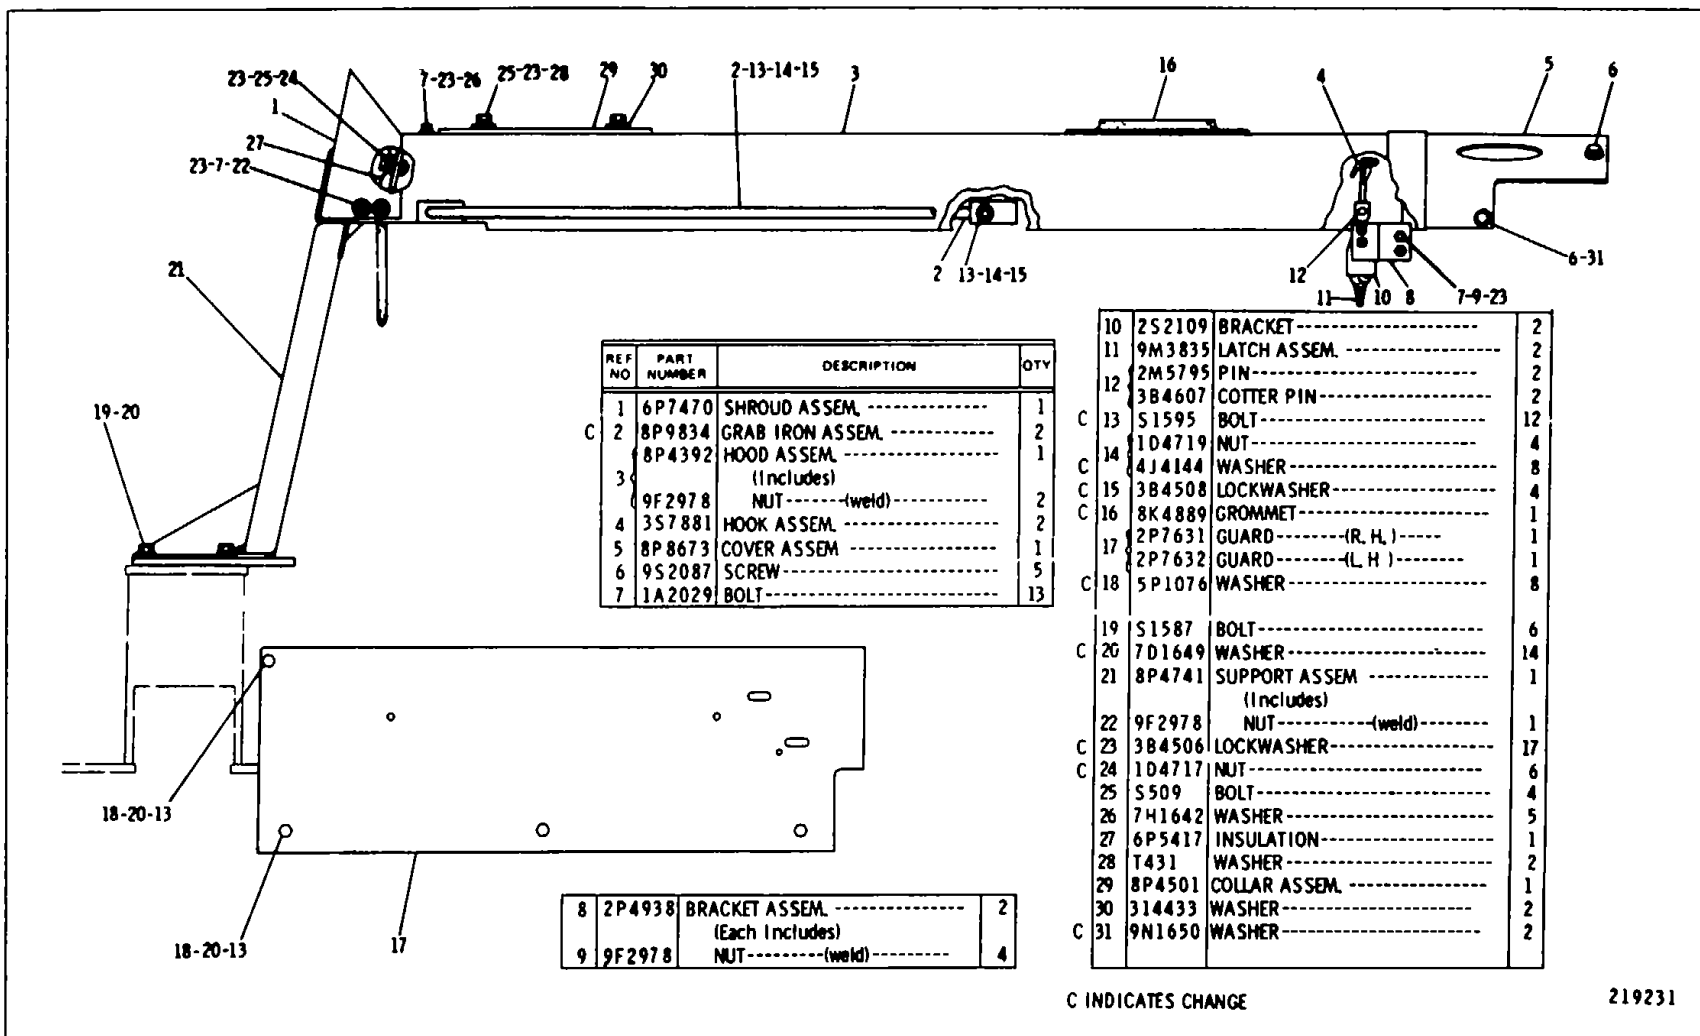 23-25-24
7-23-26
25-23-28
29
30
2-13-14-15
3
16
4
5
6
1
27
23-7-22
21
2
13-14-15
12
6-31
11
10
8
7-9-23
19-20
REF NO PART NUMBER DESCRIPTION QTY
1 6P7470 SHROUD ASSEM. ------------- 1
C 2 8P9834 GRAB IRON ASSEM. ----------- 2
3 8P4392 HOOD ASSEM. ---------------- 1
(Includes)
9F2978 NUT-------(weld)----------- 2
4 3S7881 HOOK ASSEM. ---------------- 2
5 8P8673 COVER ASSEM ---------------- 1
6 9S2087 SCREW----------------------- 5
7 1A2029 BOLT------------------------ 13
10 2S2109 BRACKET------------------- 2
11 9M3835 LATCH ASSEM. ---------------- 2
12 2M5795 PIN-------------------------- 2
3B4607 COTTER PIN------------------ 2
C 13 S1595 BOLT------------------------- 12
14 1D4719 NUT-------------------------- 4
C 4J4144 WASHER--------------------- 8
C 15 3B4508 LOCKWASHER---------------- 4
C 16 8K4889 GROMMET-------------------- 1
17 2P7631 GUARD--------(R. H. )----- 1
2P7632 GUARD--------(L. H )------ 1
C 18 5P1076 WASHER--------------------- 8
19 S1587 BOLT------------------------- 6
C 20 7D1649 WASHER--------------------- 14
21 8P4741 SUPPORT ASSEM ------------- 1
(Includes)
22 9F2978 NUT-----------(weld)------- 1
C 23 3B4506 LOCKWASHER----------------- 17
C 24 1D4717 NUT-------------------------- 6
25 S509 BOLT------------------------- 4
26 7H1642 WASHER--------------------- 5
27 6P5417 INSULATION----------------- 1
28 T431 WASHER--------------------- 2
29 8P4501 COLLAR ASSEM. --------------- 1
30 314433 WASHER--------------------- 2
C 31 9N1650 WASHER--------------------- 2
18-20-13
18-20-13
17
8 2P4938 BRACKET ASSEM. -------------- 2
(Each Includes)
9 9F2978 NUT---------(weld)--------- 4
C INDICATES CHANGE
219231